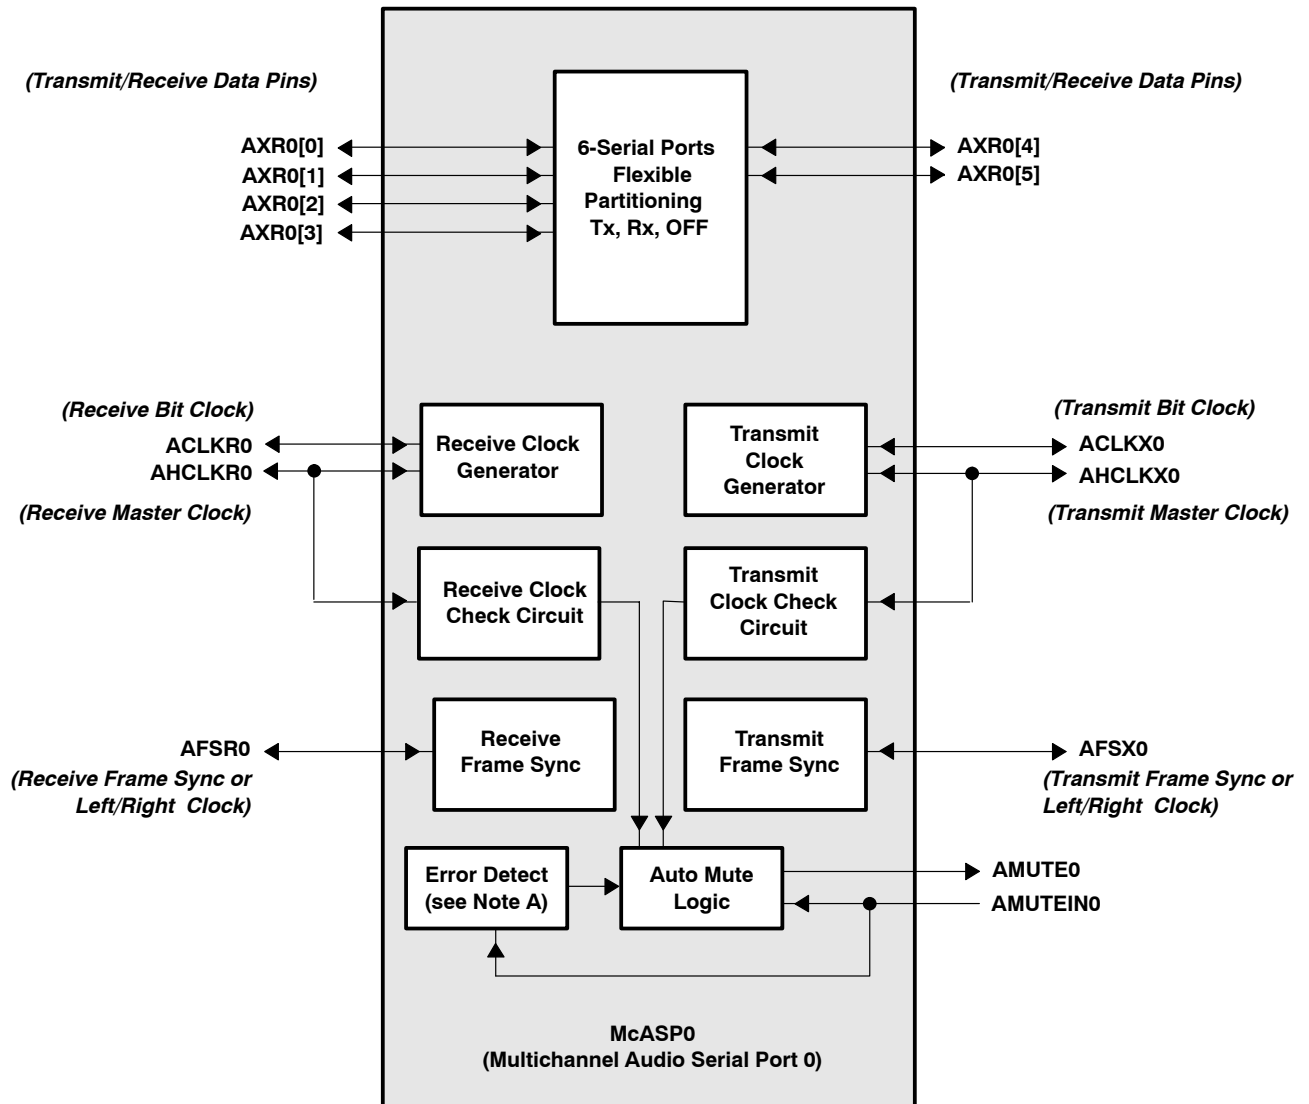 (Transmit/Receive Data Pins)
(Transmit/Receive Data Pins)
AXR0[0]
AXR0[1]
AXR0[2]
AXR0[3]
6-Serial Ports
Flexible
Partitioning
Tx, Rx, OFF
AXR0[4]
AXR0[5]
(Receive Bit Clock)
ACLKR0
AHCLKR0
(Receive Master Clock)
Receive Clock
Generator
Transmit
Clock
Generator
(Transmit Bit Clock)
ACLKX0
AHCLKX0
(Transmit Master Clock)
Receive Clock
Check Circuit
Transmit
Clock Check
Circuit
AFSR0
(Receive Frame Sync or
Left/Right Clock)
Receive
Frame Sync
Transmit
Frame Sync
AFSX0
(Transmit Frame Sync or
Left/Right Clock)
Error Detect
(see Note A)
Auto Mute
Logic
AMUTE0
AMUTEIN0
McASP0
(Multichannel Audio Serial Port 0)